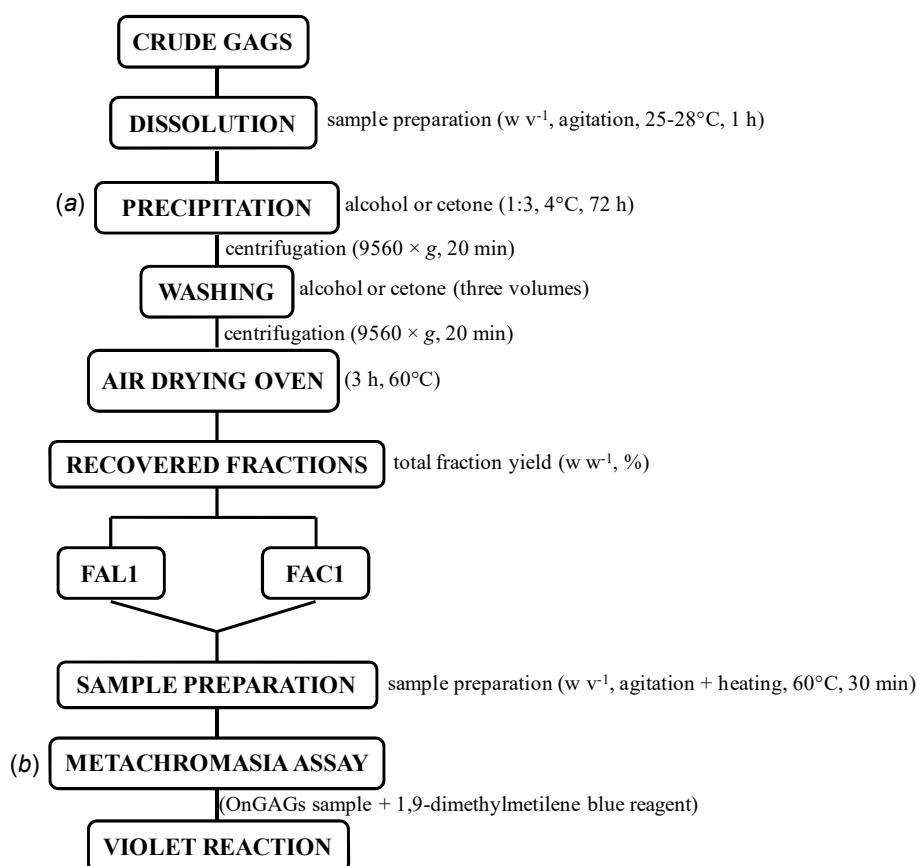 CRUDE GAGS
DISSOLUTION sample preparation (w v-1, agitation, 25-28°C, 1 h)
(a) PRECIPITATION alcohol or cetone (1:3, 4°C, 72 h)
centrifugation (9560 × g, 20 min)
WASHING alcohol or cetone (three volumes)
centrifugation (9560 × g, 20 min)
AIR DRYING OVEN (3 h, 60°C)
RECOVERED FRACTIONS total fraction yield (w w-1, %)
FAL1 FAC1
SAMPLE PREPARATION sample preparation (w v-1, agitation + heating, 60°C, 30 min)
(b) METACHROMASIA ASSAY
(OnGAGs sample + 1,9-dimethylmetilene blue reagent)
VIOLET REACTION